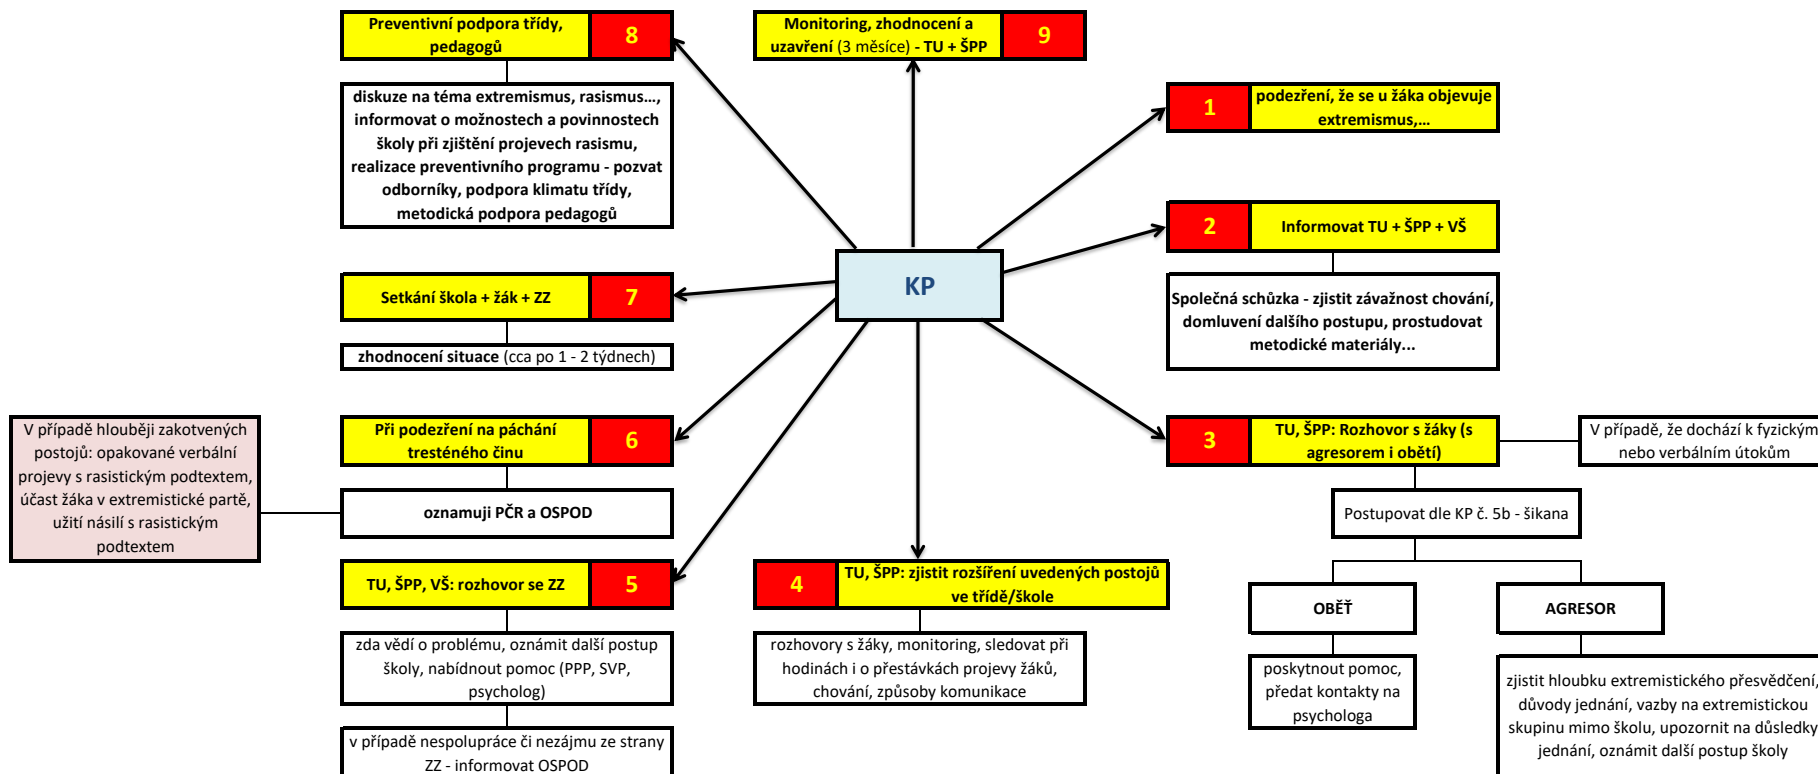 Preventivní podpora třídy,
pedagogů
8
diskuze na téma extremismus, rasismus…,
informovat o možnostech a povinnostech
školy při zjištění projevech rasismu,
realizace preventivního programu - pozvat
odborníky, podpora klimatu třídy,
metodická podpora pedagogů
Monitoring, zhodnocení a
uzavření (3 měsíce) - TU + ŠPP
9
1
podezření, že se u žáka objevuje
extremismus,…
2
Informovat TU + ŠPP + VŠ
Společná schůzka - zjistit závažnost chování,
domluvení dalšího postupu, prostudovat
metodické materiály...
KP
Setkání škola + žák + ZZ
7
zhodnocení situace (cca po 1 - 2 týdnech)
V případě hlouběji zakotvených
postojů: opakované verbální
projevy s rasistickým podtextem,
účast žáka v extremistické partě,
užití násilí s rasistickým
podtextem
Při podezření na páchání
tresténého činu
6
oznamuji PČR a OSPOD
3
TU, ŠPP: Rozhovor s žáky (s
agresorem i obětí)
V případě, že dochází k fyzickým
nebo verbálním útokům
Postupovat dle KP č. 5b - šikana
OBĚŤ
AGRESOR
poskytnout pomoc,
předat kontakty na
psychologa
zjistit hloubku extremistického přesvědčení,
důvody jednání, vazby na extremistickou
skupinu mimo školu, upozornit na důsledky
jednání, oznámit další postup školy
TU, ŠPP, VŠ: rozhovor se ZZ
5
zda vědí o problému, oznámit další postup
školy, nabídnout pomoc (PPP, SVP,
psycholog)
v případě nespolupráce či nezájmu ze strany
ZZ - informovat OSPOD
4
TU, ŠPP: zjistit rozšíření uvedených postojů
ve třídě/škole
rozhovory s žáky, monitoring, sledovat při
hodinách i o přestávkách projevy žáků,
chování, způsoby komunikace